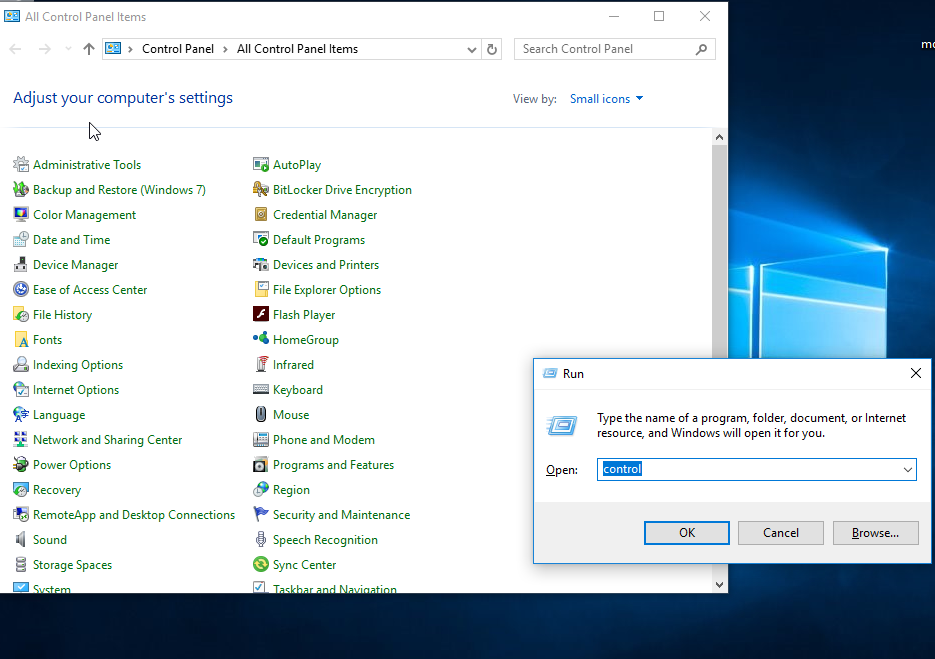 All Control Panel Items
Control Panel > All Control Panel Items
Search Control Panel
Adjust your computer's settings
View by: Small icons
Administrative Tools
AutoPlay
Backup and Restore (Windows 7)
BitLocker Drive Encryption
Color Management
Credential Manager
Date and Time
Default Programs
Device Manager
Devices and Printers
Ease of Access Center
File Explorer Options
File History
Flash Player
Fonts
HomeGroup
Indexing Options
Infrared
Internet Options
Keyboard
Language
Mouse
Network and Sharing Center
Phone and Modem
Power Options
Programs and Features
Recovery
Region
RemoteApp and Desktop Connections
Security and Maintenance
Sound
Speech Recognition
Storage Spaces
Sync Center
System
Taskbar and Navigation
Run
Type the name of a program, folder, document, or Internet
resource, and Windows will open it for you.
Open: control
OK
Cancel
Browse...